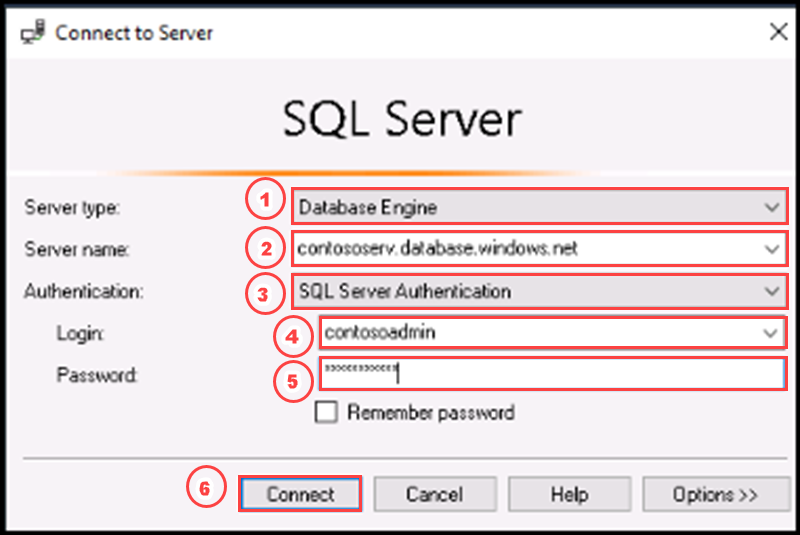 Connect to Server
SQL Server
1
Server type: Database Engine
2
Server name: contososerv.database.windows.net
3
Authentication: SQL Server Authentication
4
Login: contosoadmin
5
Password: ************
Remember password
6
Connect Cancel Help Options >>